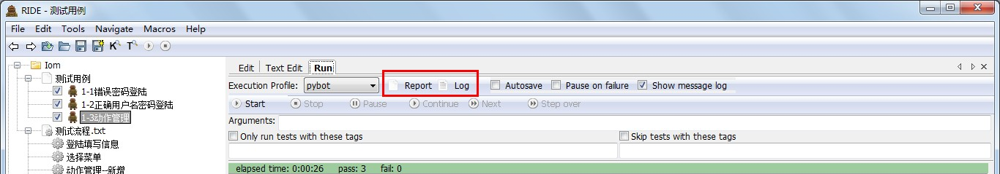 RIDE - 测试用例
File Edit Tools Navigate Macros Help
Iom
测试用例
1-1错误密码登陆
1-2正确用户名密码登陆
1-3动作管理
测试流程.txt
登陆填写信息
选择菜单
动作管理--新增
Edit Text Edit Run
Execution Profile: pybot Report Log Autosave Pause on failure Show message log
Start Stop Pause Continue Next Step over
Arguments:
Only run tests with these tags Skip tests with these tags
elapsed time: 0:00:26 pass: 3 fail: 0